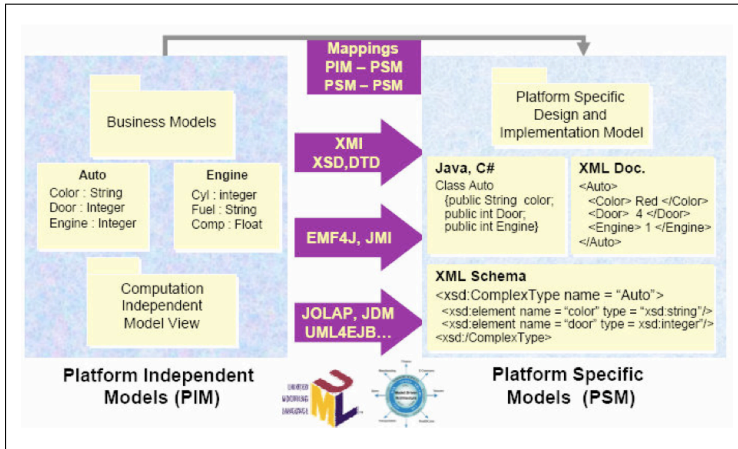 Mappings
PIM – PSM
PSM – PSM
Business Models
Auto
Color : String
Door : Integer
Engine : Integer
Engine
Cyl : integer
Fuel : String
Comp : Float
Computation
Independent
Model View
Platform Independent
Models (PIM)
XMI
XSD,DTD
EMF4J, JMI
JOLAP, JDM
UML4EJB...
Platform Specific
Design and
Implementation Model
Java, C#
Class Auto
{public String color;
public int Door;
public int Engine}
XML Doc.
<Auto>
<Color> Red </Color>
<Door> 4 </Door>
<Engine> 1 </Engine>
</Auto>
XML Schema
<xsd:ComplexType name = “Auto”>
<xsd:element name = “color” type = “xsd:string”/>
<xsd:element name = “door” type = xsd:integer”/>
<xsd:/ComplexType>
Platform Specific
Models (PSM)
UNIFIED
MODELING
LANGUAGE
UML